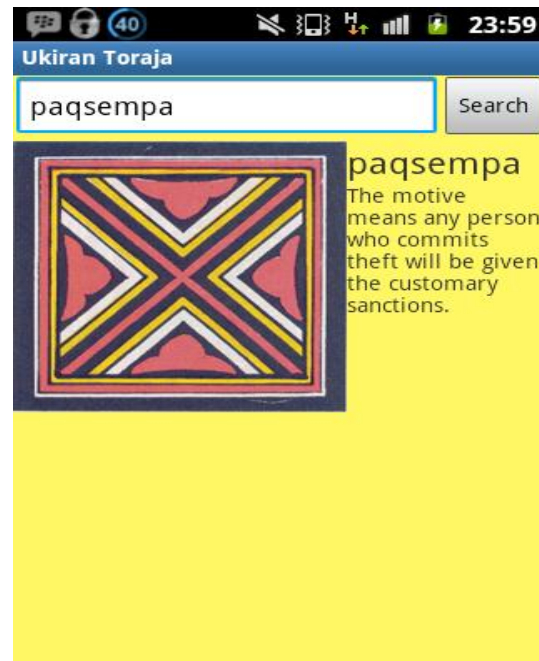 40 H 23:59
Ukiran Toraja
paqsempa Search
paqsempa
The motive
means any person
who commits
theft will be given
the customary
sanctions.